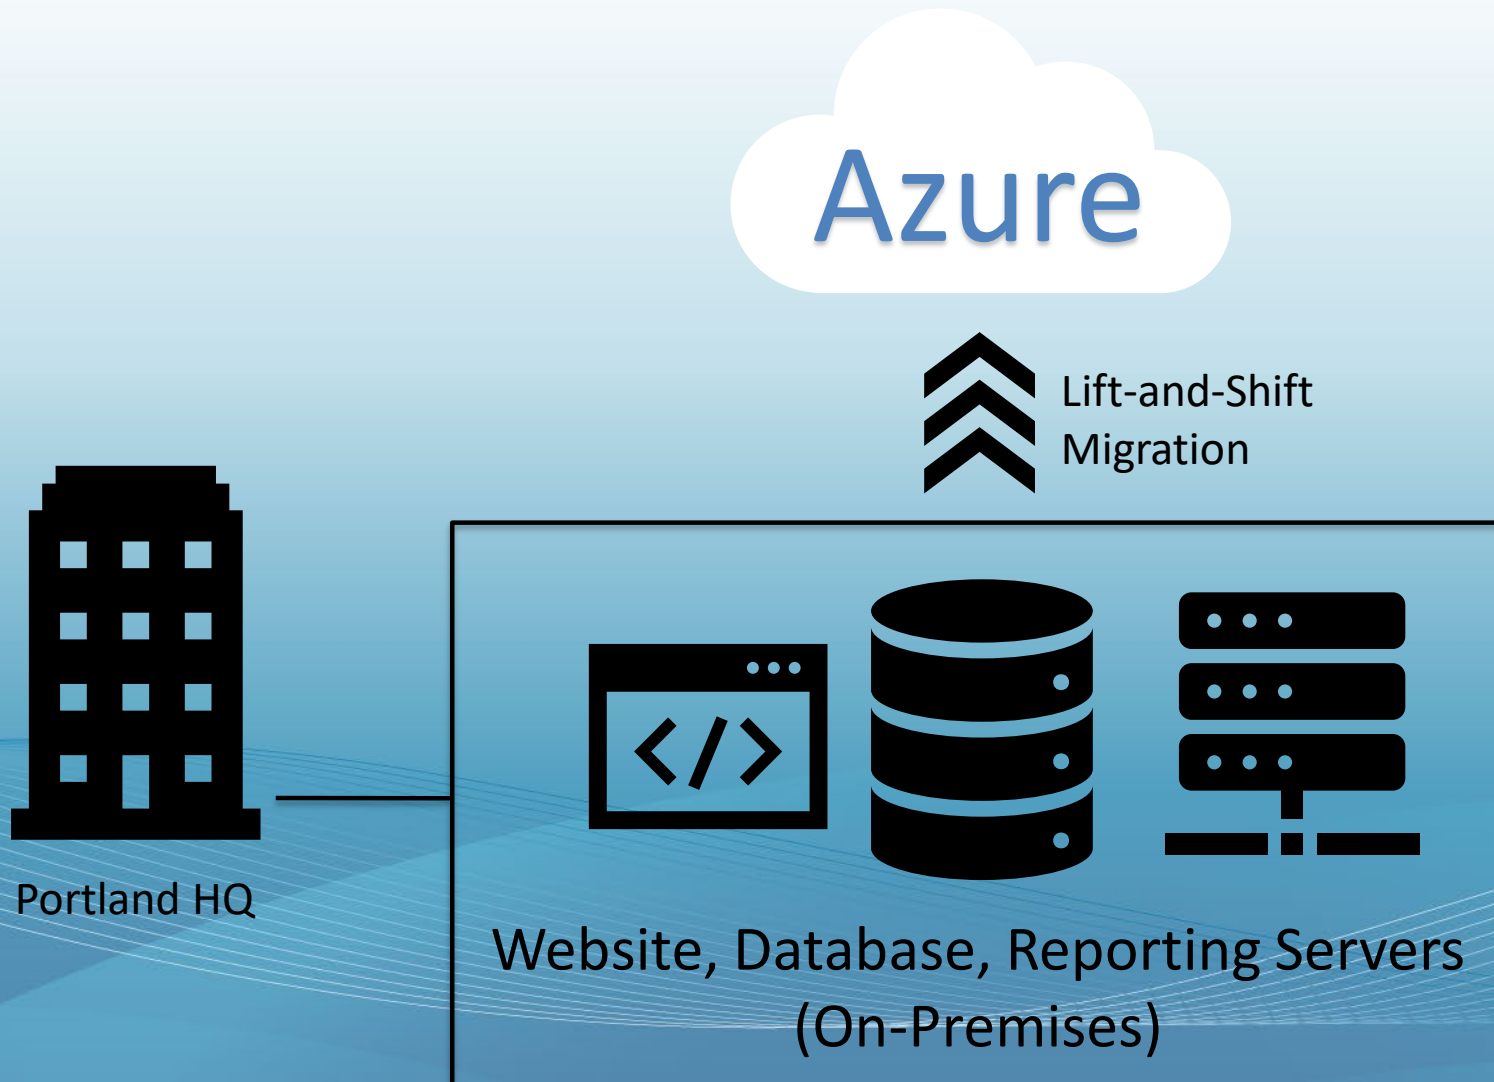 Azure
Lift-and-Shift
Migration
</>
Portland HQ
Website, Database, Reporting Servers
(On-Premises)